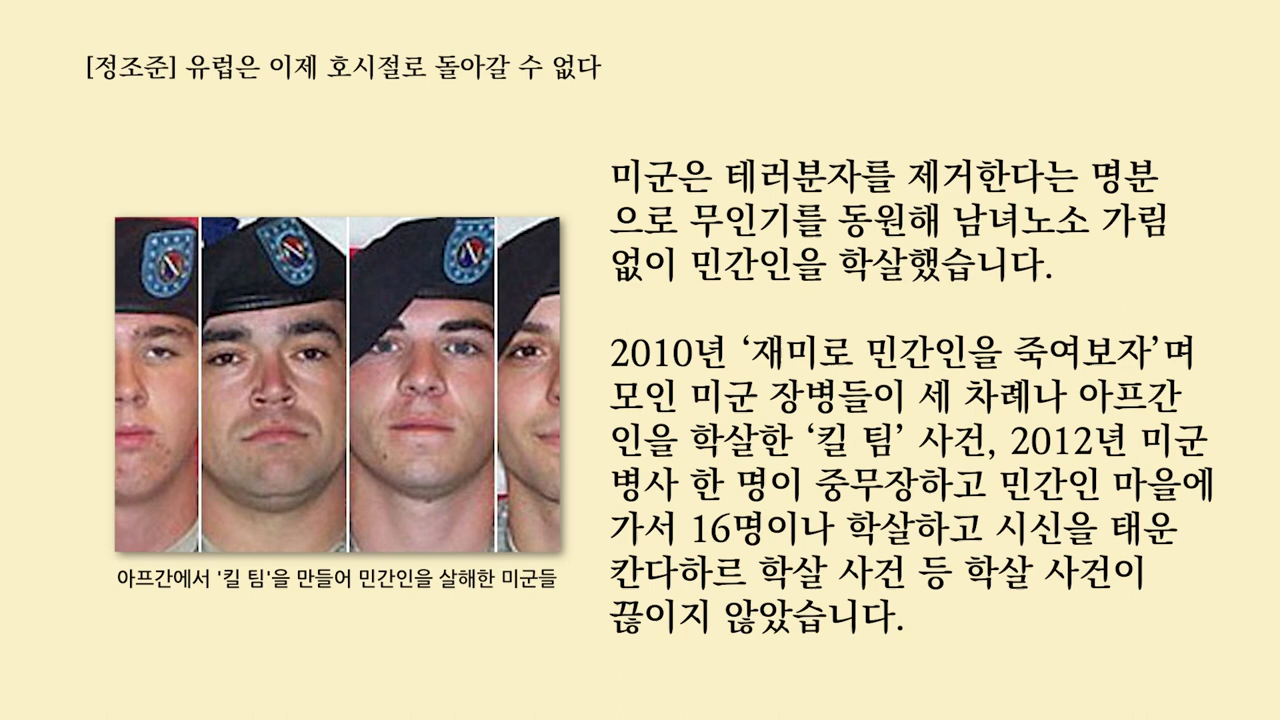 [정조준] 유럽은 이제 호시절로 돌아갈 수 없다
미군은 테러분자를 제거한다는 명분
으로 무인기를 동원해 남녀노소 가림
없이 민간인을 학살했습니다.
2010년 ‘재미로 민간인을 죽여보자’며
모인 미군 장병들이 세 차례나 아프간
인을 학살한 ‘킬 팀’ 사건, 2012년 미군
병사 한 명이 중무장하고 민간인 마을에
가서 16명이나 학살하고 시신을 태운
칸다하르 학살 사건 등 학살 사건이
끊이지 않았습니다.
아프간에서 '킬 팀'을 만들어 민간인을 살해한 미군들